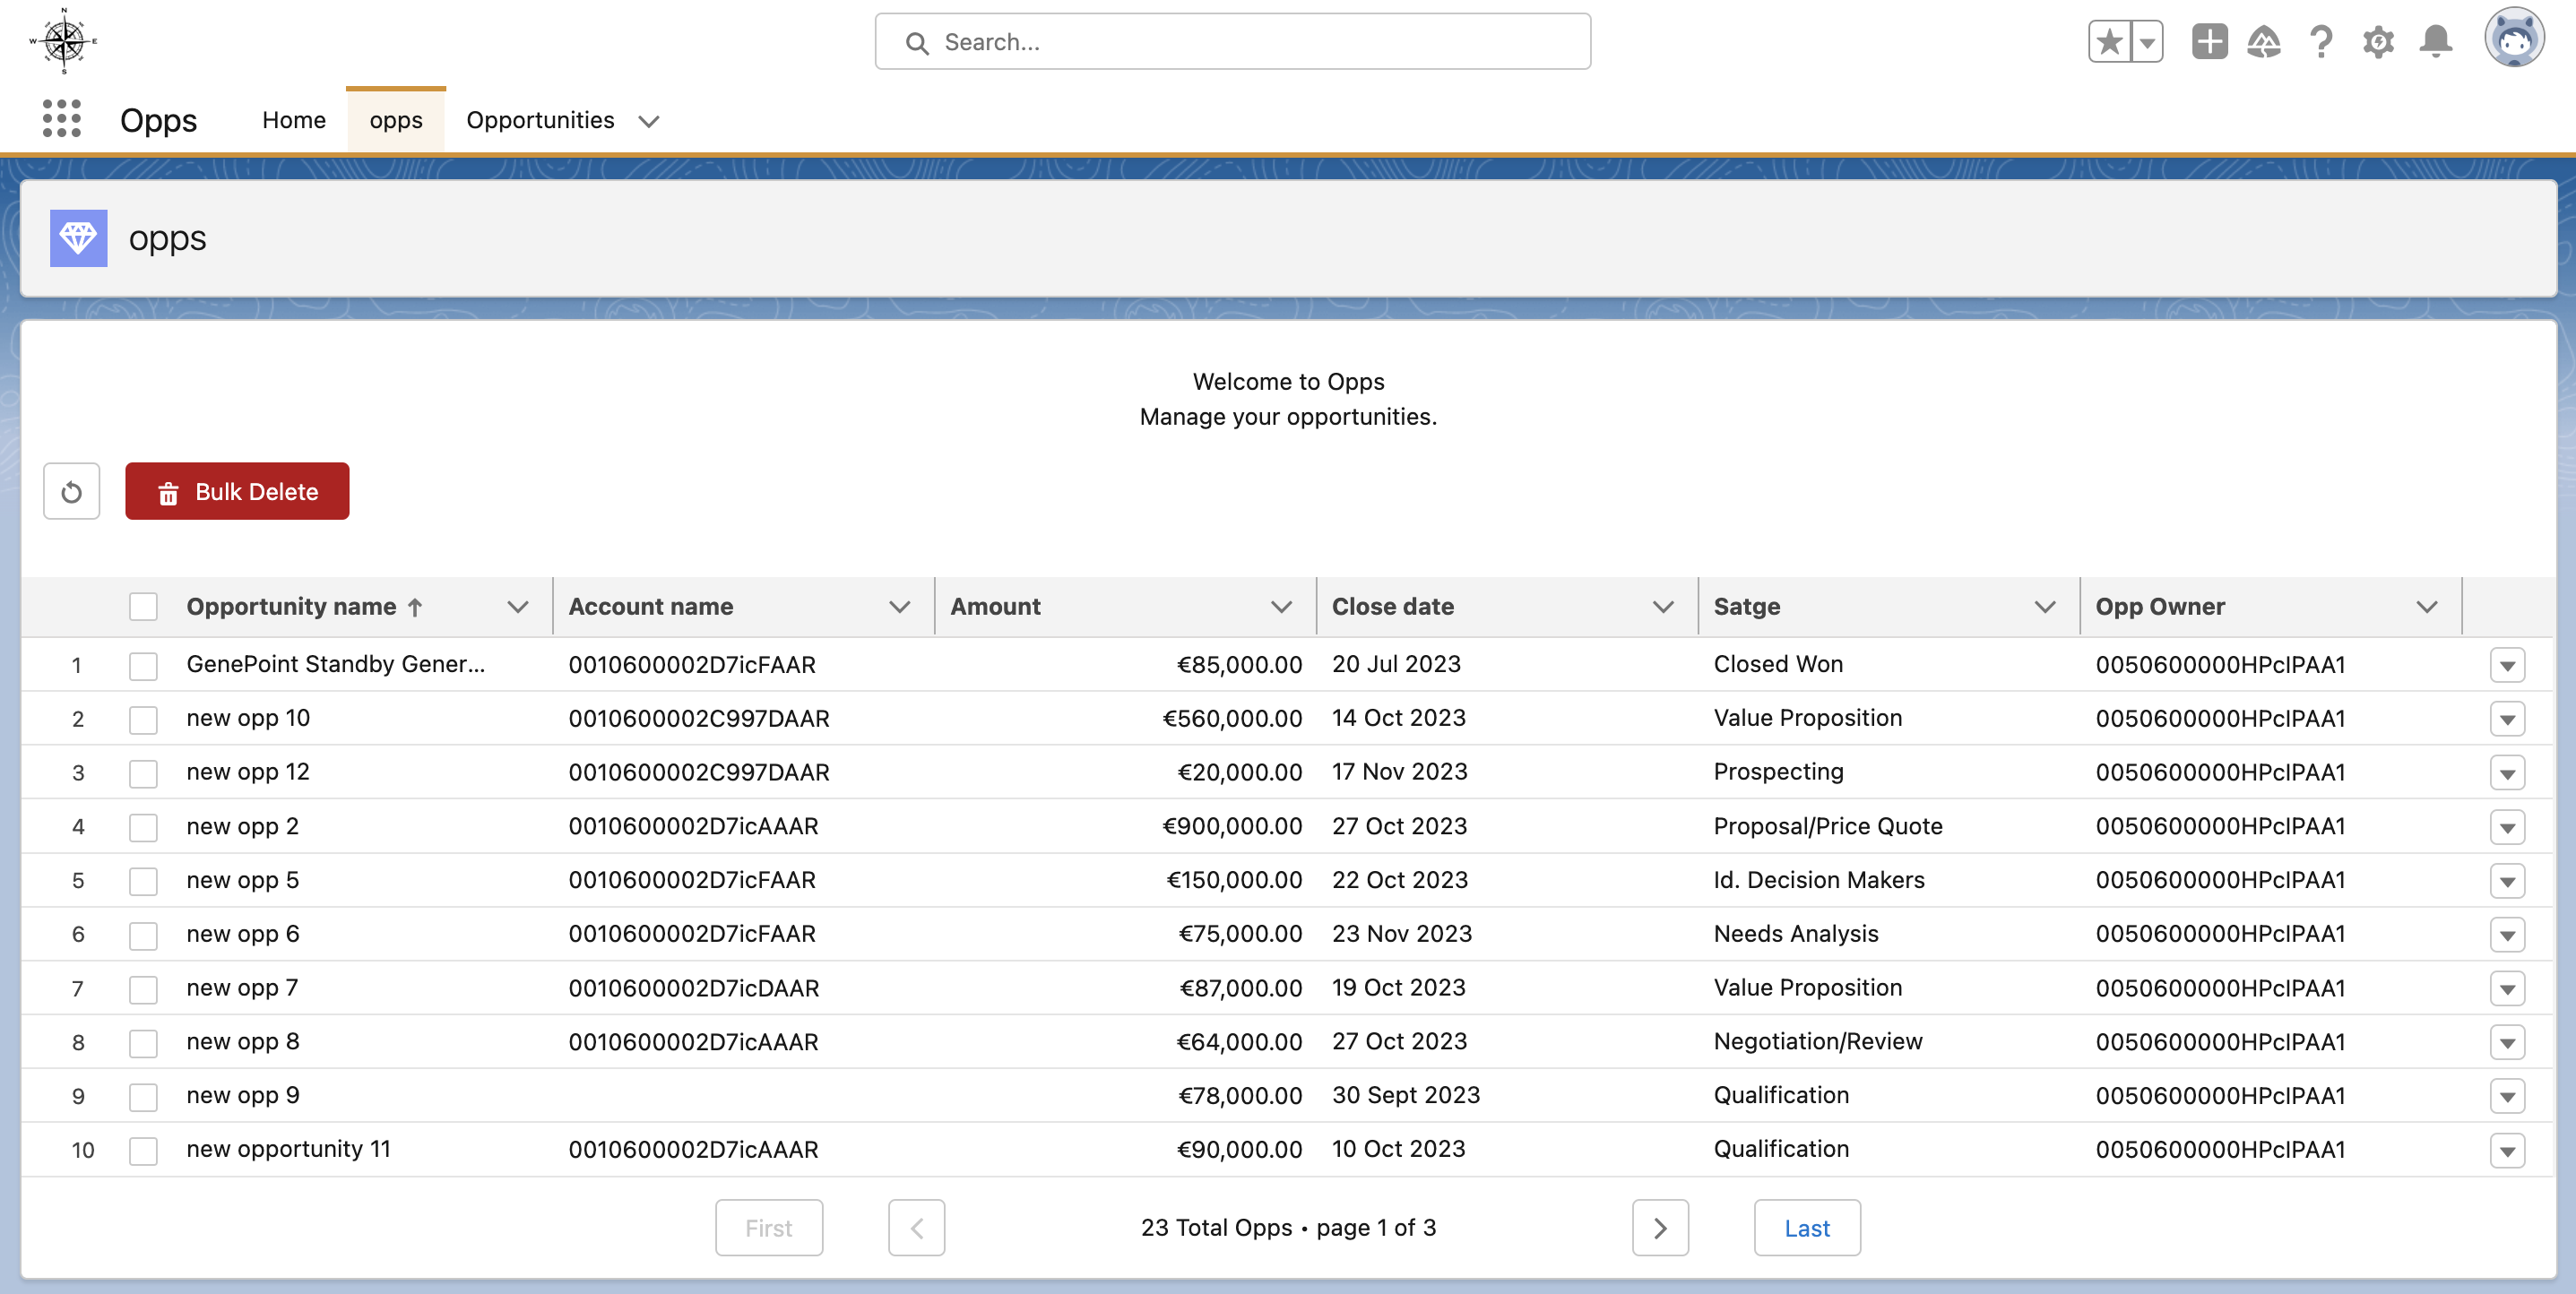 N
W E
S
Search...
Opps Home opps Opportunities
opps
Welcome to Opps
Manage your opportunities.
Bulk Delete
Opportunity name Account name Amount Close date Satge Opp Owner
1 GenePoint Standby Gener... 0010600002D7icFAAR €85,000.00 20 Jul 2023 Closed Won 0050600000HPcIPAA1
2 new opp 10 0010600002C997DAAR €560,000.00 14 Oct 2023 Value Proposition 0050600000HPcIPAA1
3 new opp 12 0010600002C997DAAR €20,000.00 17 Nov 2023 Prospecting 0050600000HPcIPAA1
4 new opp 2 0010600002D7icAAAR €900,000.00 27 Oct 2023 Proposal/Price Quote 0050600000HPcIPAA1
5 new opp 5 0010600002D7icFAAR €150,000.00 22 Oct 2023 Id. Decision Makers 0050600000HPcIPAA1
6 new opp 6 0010600002D7icFAAR €75,000.00 23 Nov 2023 Needs Analysis 0050600000HPcIPAA1
7 new opp 7 0010600002D7icDAAR €87,000.00 19 Oct 2023 Value Proposition 0050600000HPcIPAA1
8 new opp 8 0010600002D7icAAAR €64,000.00 27 Oct 2023 Negotiation/Review 0050600000HPcIPAA1
9 new opp 9 €78,000.00 30 Sept 2023 Qualification 0050600000HPcIPAA1
10 new opportunity 11 0010600002D7icAAAR €90,000.00 10 Oct 2023 Qualification 0050600000HPcIPAA1
First 23 Total Opps • page 1 of 3 Last